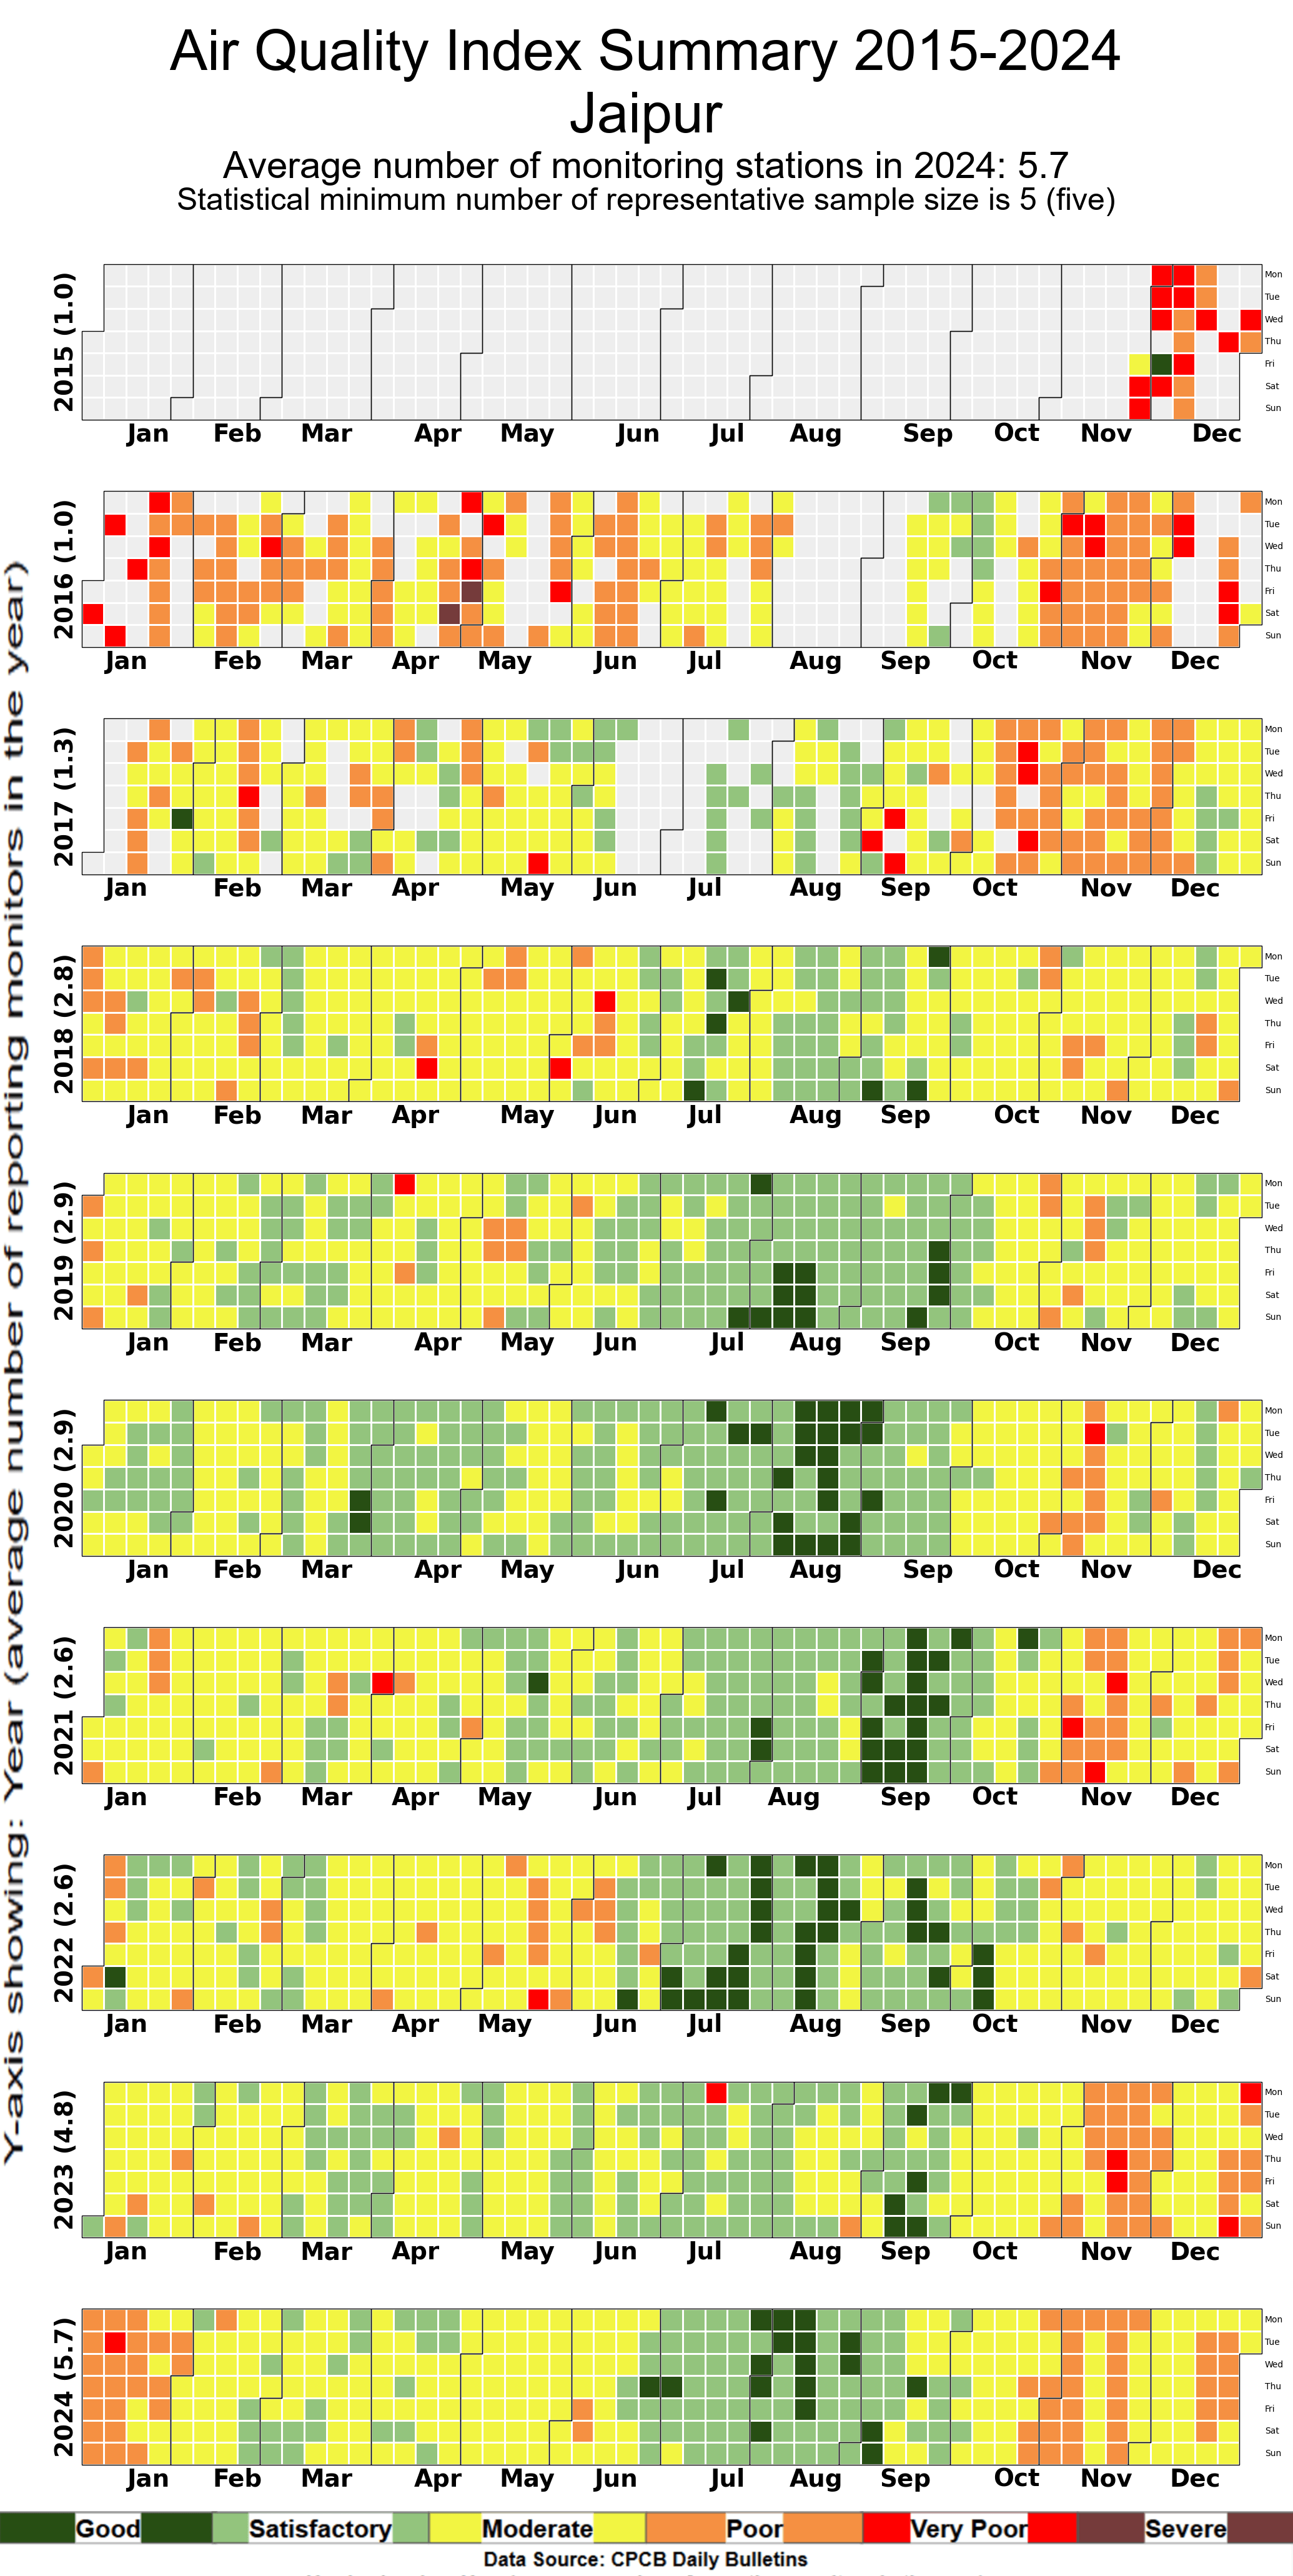 Air Quality Index Summary 2015-2024
Jaipur
Average number of monitoring stations in 2024: 5.7
Statistical minimum number of representative sample size is 5 (five)
Y-axis showing: Year (average number of reporting monitors in the year)
2015 (1.0)
Mon
Tue
Wed
Thu
Fri
Sat
Sun
Jan Feb Mar Apr May Jun Jul Aug Sep Oct Nov Dec
2016 (1.0)
Mon
Tue
Wed
Thu
Fri
Sat
Sun
Jan Feb Mar Apr May Jun Jul Aug Sep Oct Nov Dec
2017 (1.3)
Mon
Tue
Wed
Thu
Fri
Sat
Sun
Jan Feb Mar Apr May Jun Jul Aug Sep Oct Nov Dec
2018 (2.8)
Mon
Tue
Wed
Thu
Fri
Sat
Sun
Jan Feb Mar Apr May Jun Jul Aug Sep Oct Nov Dec
2019 (2.9)
Mon
Tue
Wed
Thu
Fri
Sat
Sun
Jan Feb Mar Apr May Jun Jul Aug Sep Oct Nov Dec
2020 (2.9)
Mon
Tue
Wed
Thu
Fri
Sat
Sun
Jan Feb Mar Apr May Jun Jul Aug Sep Oct Nov Dec
2021 (2.6)
Mon
Tue
Wed
Thu
Fri
Sat
Sun
Jan Feb Mar Apr May Jun Jul Aug Sep Oct Nov Dec
2022 (2.6)
Mon
Tue
Wed
Thu
Fri
Sat
Sun
Jan Feb Mar Apr May Jun Jul Aug Sep Oct Nov Dec
2023 (4.8)
Mon
Tue
Wed
Thu
Fri
Sat
Sun
Jan Feb Mar Apr May Jun Jul Aug Sep Oct Nov Dec
2024 (5.7)
Mon
Tue
Wed
Thu
Fri
Sat
Sun
Jan Feb Mar Apr May Jun Jul Aug Sep Oct Nov Dec
Good Satisfactory Moderate Poor Very Poor Severe
Data Source: CPCB Daily Bulletins